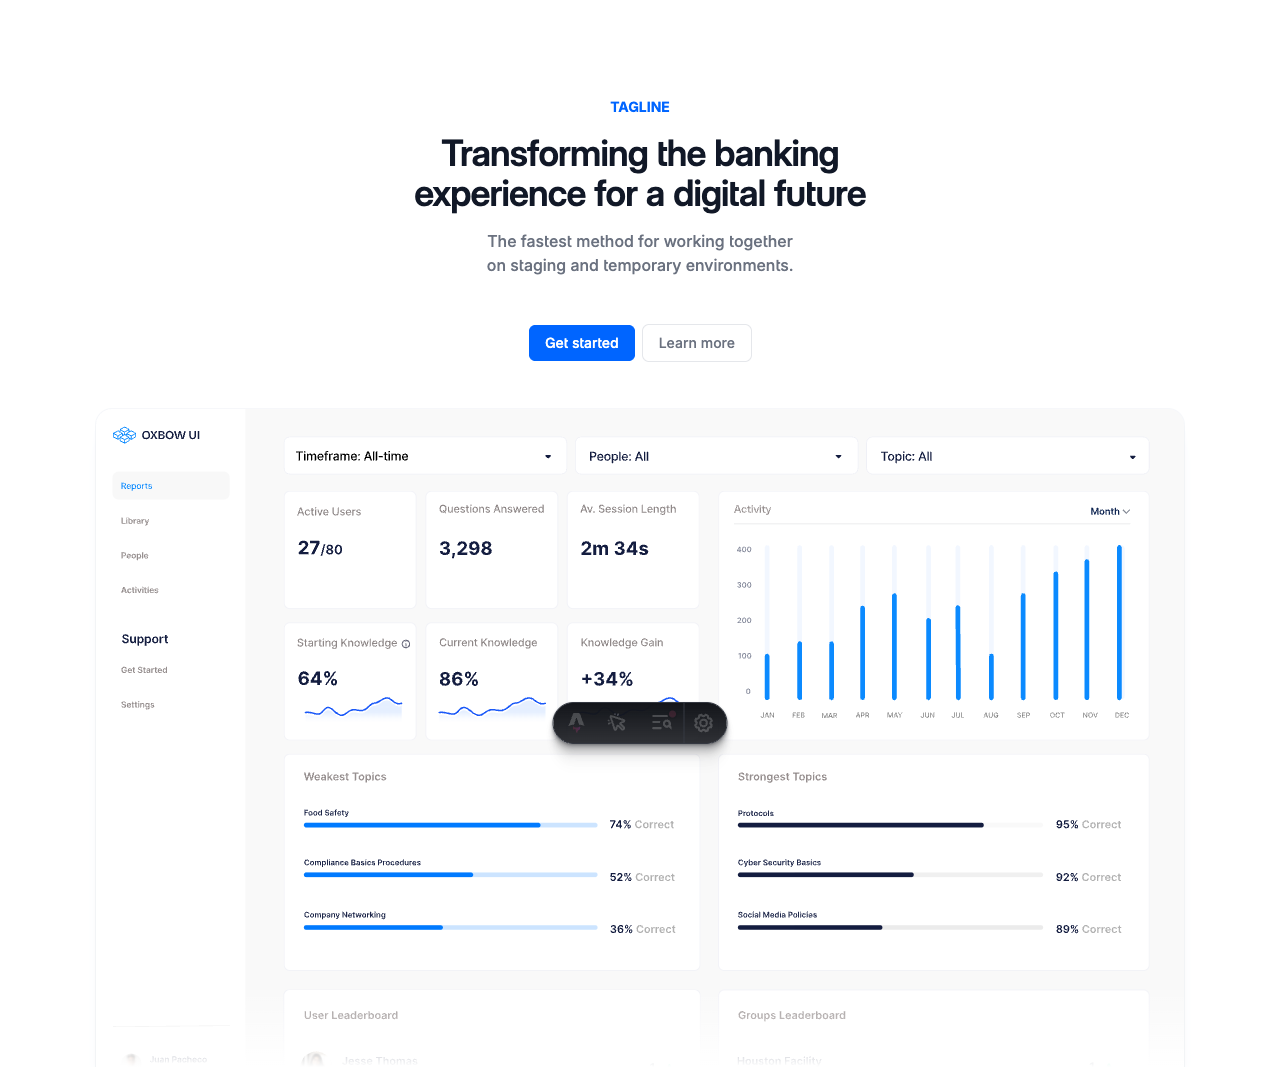 TAGLINE
Transforming the banking
experience for a digital future
The fastest method for working together
on staging and temporary environments.
Get started
Learn more
OXBOW UI
Reports
Library
People
Activities
Support
Get Started
Settings
Juan Pacheco
Timeframe: All-time
People: All
Topic: All
Active Users
27/80
Questions Answered
3,298
Av. Session Length
2m 34s
Starting Knowledge
64%
Current Knowledge
86%
Knowledge Gain
+34%
Activity
Month
400
300
200
100
0
JAN FEB MAR APR MAY JUN JUL AUG SEP OCT NOV DEC
Weakest Topics
Food Safety
74% Correct
Compliance Basics Procedures
52% Correct
Company Networking
36% Correct
Strongest Topics
Protocols
95% Correct
Cyber Security Basics
92% Correct
Social Media Policies
89% Correct
User Leaderboard
Jesse Thomas
Groups Leaderboard
Houston Facility